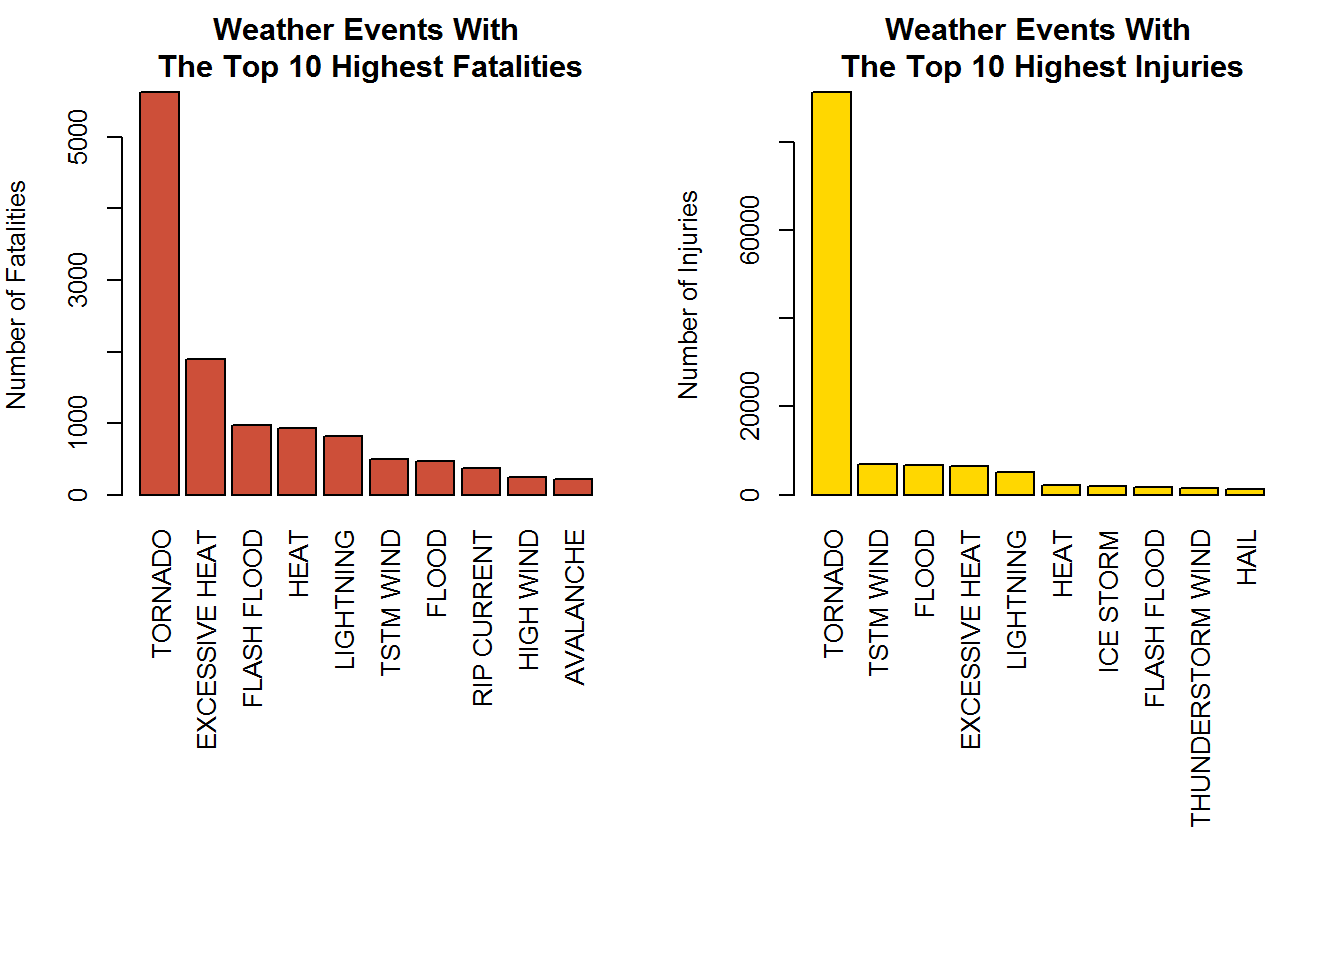 Weather Events With
The Top 10 Highest Fatalities
Number of Fatalities
5000
3000
1000
0
TORNADO
EXCESSIVE HEAT
FLASH FLOOD
HEAT
LIGHTNING
TSTM WIND
FLOOD
RIP CURRENT
HIGH WIND
AVALANCHE
Weather Events With
The Top 10 Highest Injuries
Number of Injuries
60000
20000
0
TORNADO
TSTM WIND
FLOOD
EXCESSIVE HEAT
LIGHTNING
HEAT
ICE STORM
FLASH FLOOD
THUNDERSTORM WIND
HAIL